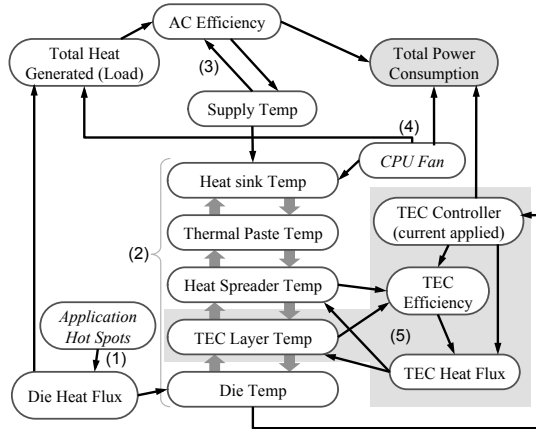 AC Efficiency
Total Heat
Generated (Load)
Total Power
Consumption
(3)
Supply Temp
(4)
CPU Fan
Heat sink Temp
(2)
Thermal Paste Temp
TEC Controller
(current applied)
Heat Spreader Temp
TEC
Efficiency
Application
Hot Spots
TEC Layer Temp
(5)
(1)
Die Heat Flux
Die Temp
TEC Heat Flux